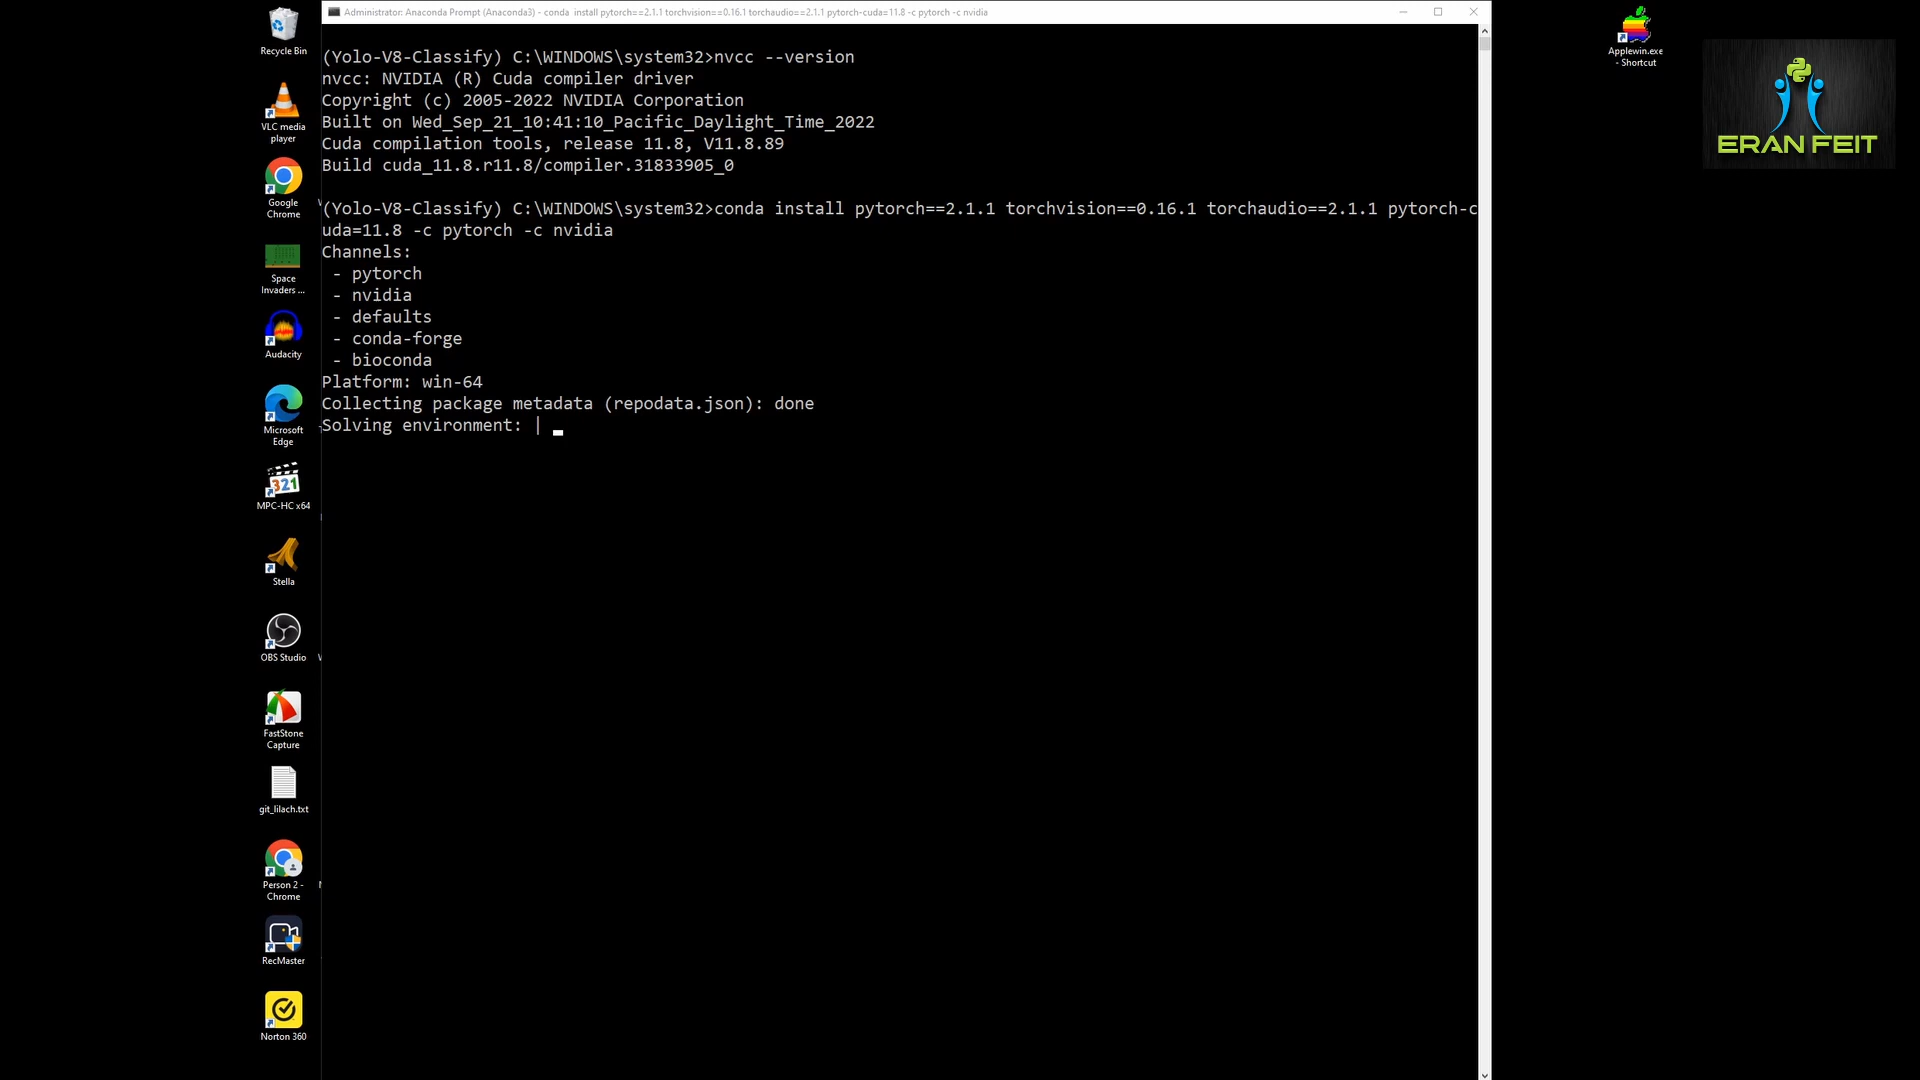 Administrator: Anaconda Prompt (Anaconda3) - conda  install pytorch==2.1.1 torchvision==0.16.1 torchaudio==2.1.1 pytorch-cuda=11.8 -c pytorch -c nvidia
(Yolo-V8-Classify) C:\WINDOWS\system32>nvcc --version
nvcc: NVIDIA (R) Cuda compiler driver
Copyright (c) 2005-2022 NVIDIA Corporation
Built on Wed_Sep_21_10:41:10_Pacific_Daylight_Time_2022
Cuda compilation tools, release 11.8, V11.8.89
Build cuda_11.8.r11.8/compiler.31833905_0
(Yolo-V8-Classify) C:\WINDOWS\system32>conda install pytorch==2.1.1 torchvision==0.16.1 torchaudio==2.1.1 pytorch-c
uda=11.8 -c pytorch -c nvidia
Channels:
- pytorch
- nvidia
- defaults
- conda-forge
- bioconda
Platform: win-64
Collecting package metadata (repodata.json): done
Solving environment: |
Recycle Bin
VLC media
player
Google
Chrome
Space
Invaders ...
Audacity
Microsoft
Edge
321
MPC-HC x64
Stella
OBS Studio
FastStone
Capture
git_lilach.txt
Person 2 -
Chrome
RecMaster
Norton 360
Applewin.exe
- Shortcut
ERAN FEIT